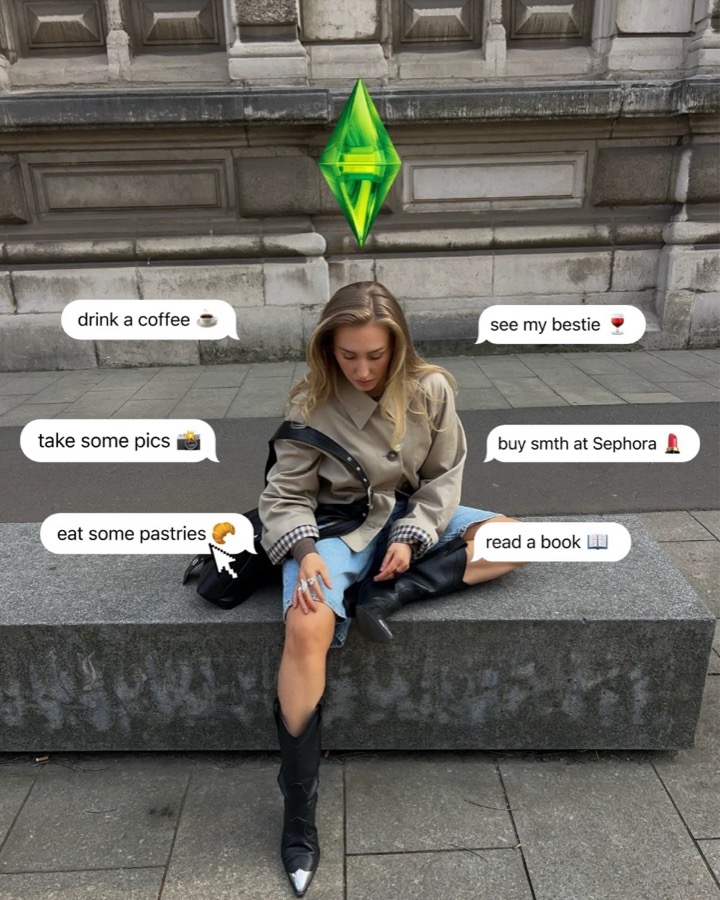 drink a coffee ☕
see my bestie 🍷
take some pics 📸
buy smth at Sephora 💄
eat some pastries 🥐
read a book 📖